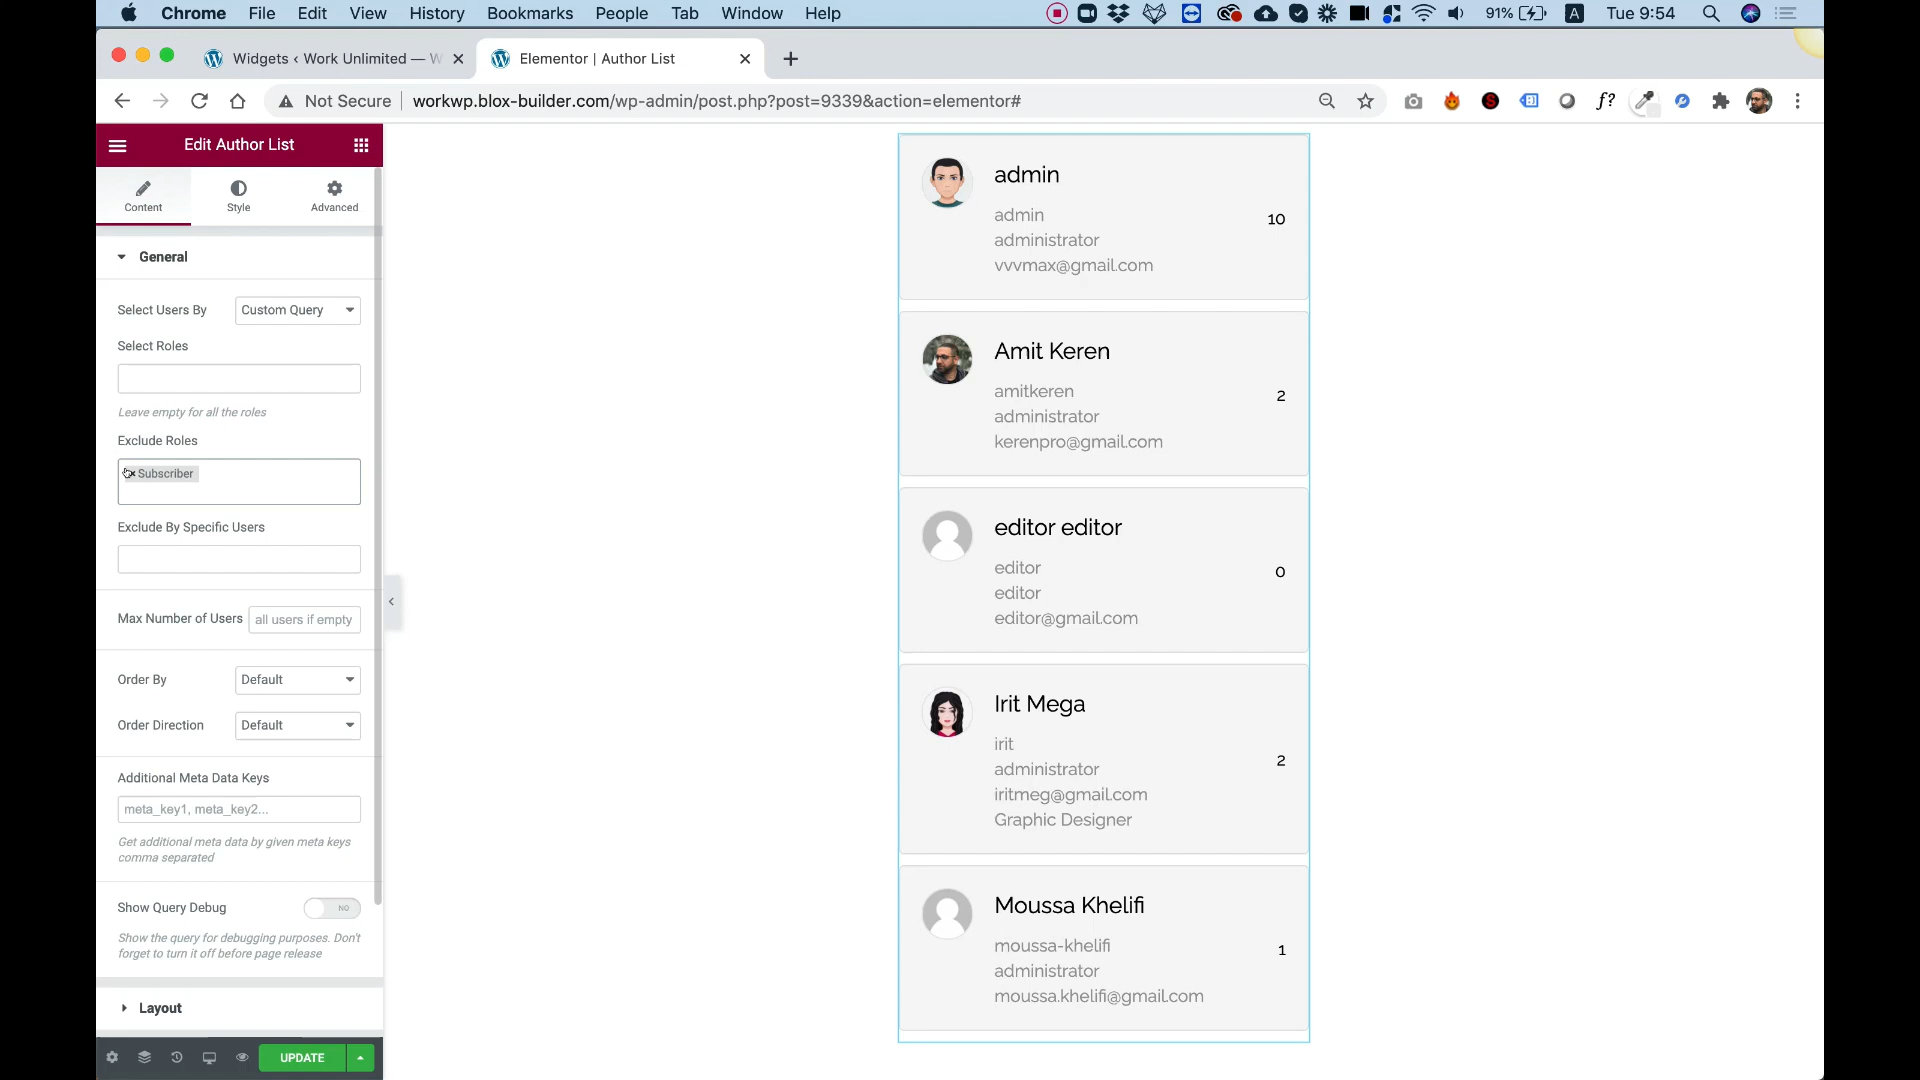 Chrome File Edit View History Bookmarks People Tab Window Help 91% A Tue 9:54
Widgets ‹ Work Unlimited — W
Elementor | Author List
Not Secure workwp.blox-builder.com/wp-admin/post.php?post=9339&action=elementor# f?
Edit Author List
Content Style Advanced
General
Select Users By Custom Query
Select Roles
Leave empty for all the roles
Exclude Roles
× Subscriber
Exclude By Specific Users
Max Number of Users all users if empty
Order By Default
Order Direction Default
Additional Meta Data Keys
meta_key1, meta_key2...
Get additional meta data by given meta keys
comma separated
Show Query Debug NO
Show the query for debugging purposes. Don't
forget to turn it off before page release
Layout
UPDATE
admin
admin
administrator
vvvmax@gmail.com
10
Amit Keren
amitkeren
administrator
kerenpro@gmail.com
2
editor editor
editor
editor
editor@gmail.com
0
Irit Mega
irit
administrator
iritmeg@gmail.com
Graphic Designer
2
Moussa Khelifi
moussa-khelifi
administrator
moussa.khelifi@gmail.com
1